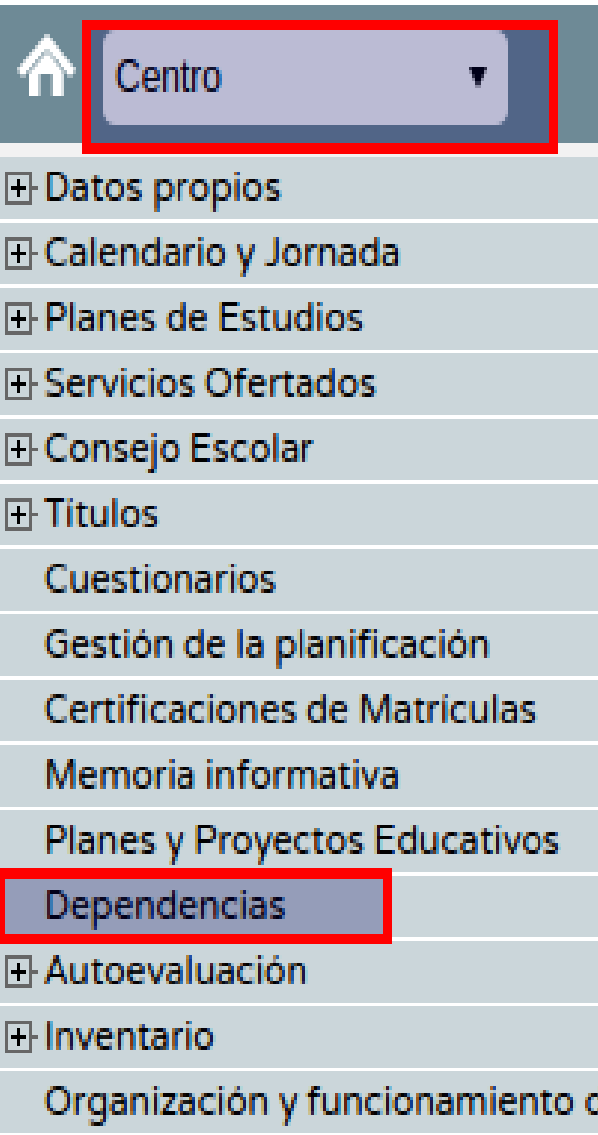 Centro
Datos propios
Calendario y Jornada
Planes de Estudios
Servicios Ofertados
Consejo Escolar
Títulos
Cuestionarios
Gestión de la planificación
Certificaciones de Matrículas
Memoria informativa
Planes y Proyectos Educativos
Dependencias
Autoevaluación
Inventario
Organización y funcionamiento